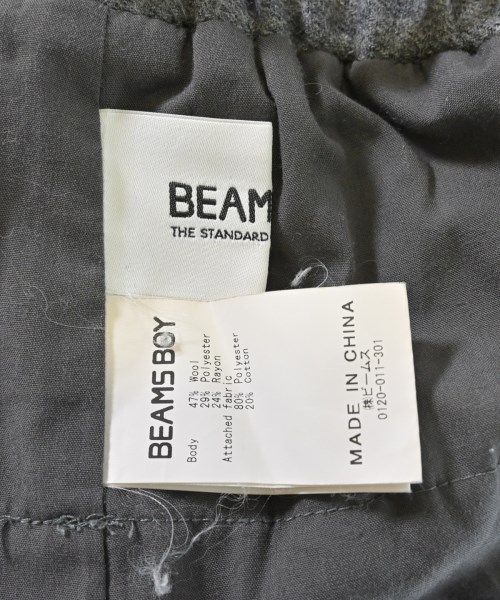 BEAM
THE STANDARD
BEAMS BOY
Body
47% Wool
29% Polyester
24% Rayon
Attached fabric
80% Polyester
20% Cotton
MADE IN CHINA
㈱ビームス
0120-011-301